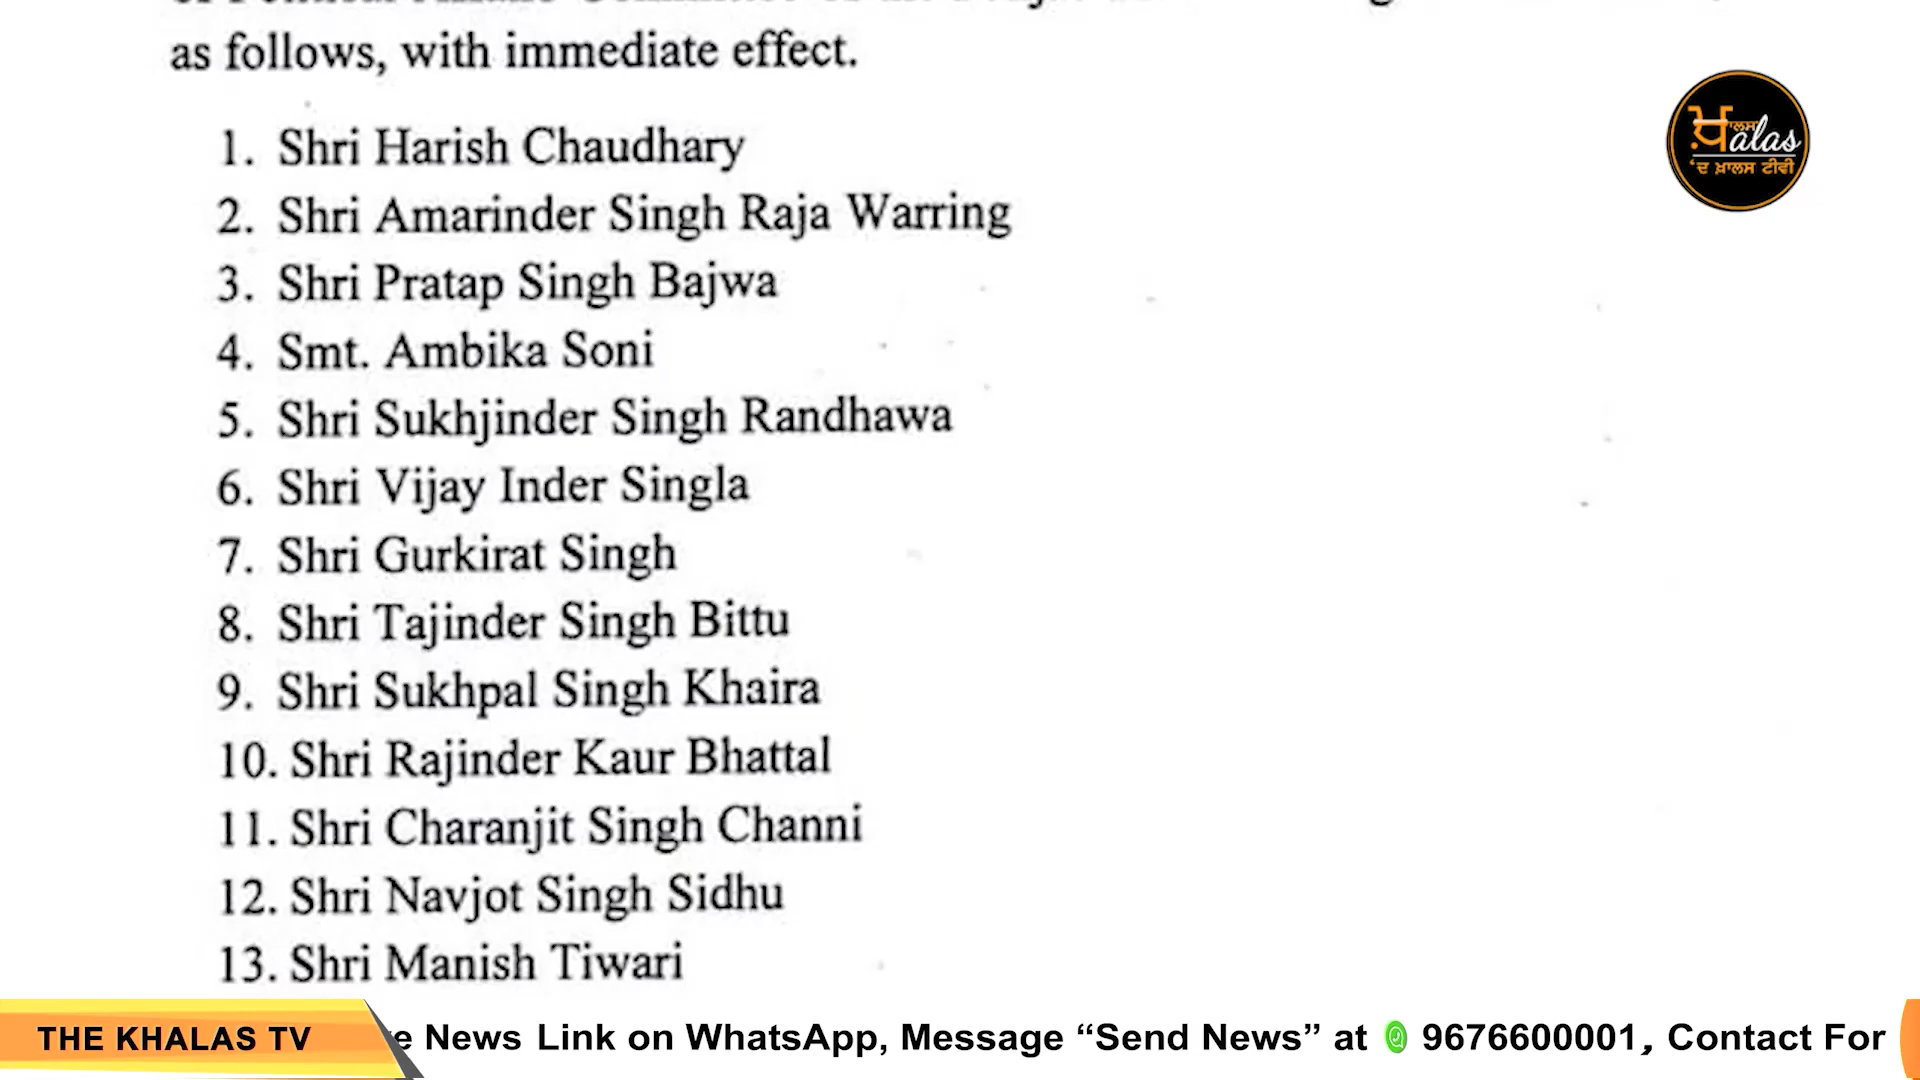 as follows, with immediate effect.
1. Shri Harish Chaudhary
2. Shri Amarinder Singh Raja Warring
3. Shri Pratap Singh Bajwa
4. Smt. Ambika Soni
5. Shri Sukhjinder Singh Randhawa
6. Shri Vijay Inder Singla
7. Shri Gurkirat Singh
8. Shri Tajinder Singh Bittu
9. Shri Sukhpal Singh Khaira
10. Shri Rajinder Kaur Bhattal
11. Shri Charanjit Singh Channi
12. Shri Navjot Singh Sidhu
13. Shri Manish Tiwari
ਖ਼ਾਲਸ alas
'ਦ ਖ਼ਾਲਸ ਟੀਵੀ
THE KHALAS TV
News Link on WhatsApp, Message “Send News” at 9676600001, Contact For